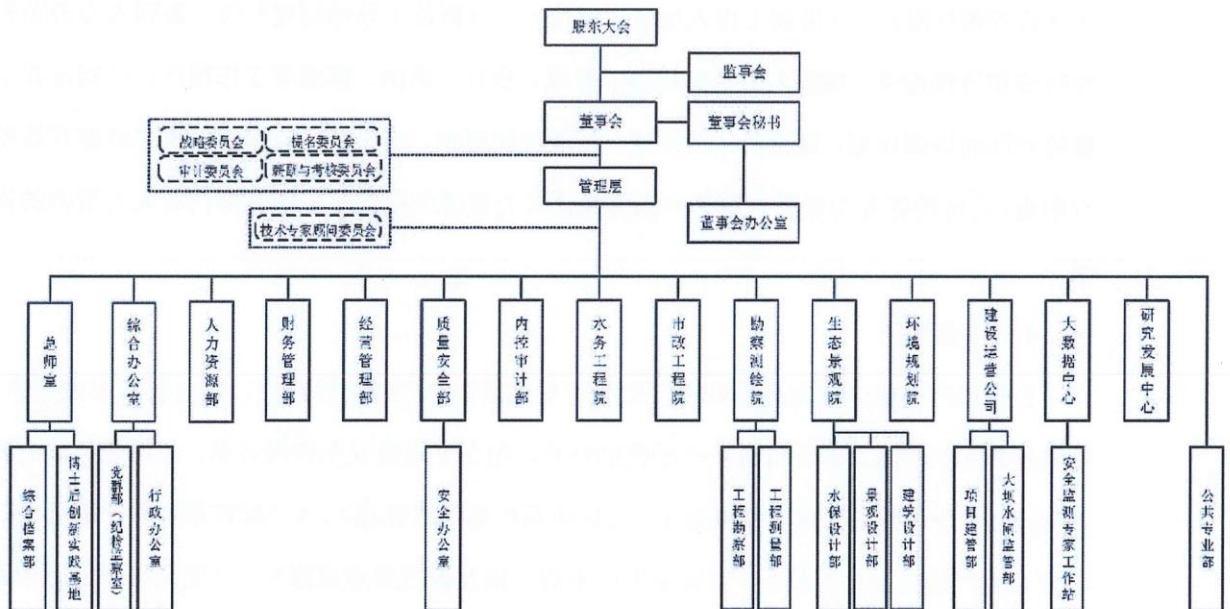 股东大会
监事会
董事会
董事会秘书
战略委员会
提名委员会
审计委员会
薪酬与考核委员会
管理层
技术专家顾问委员会
董事会办公室
总师室
综合办公室
人力资源部
财务管理部
经营管理部
质量安全部
内控审计部
水务工程院
市政工程院
勘察测绘院
生态景观院
环境规划院
建设运营公司
大数据中心
研究发展中心
综合档案部
博士后创新实践基地
党群部（纪检监察室）
行政办公室
安全办公室
工程勘察部
工程测量部
水保设计部
景观设计部
建筑设计部
项目建管部
大坝水闸监管部
安全监测专家工作站
公共专业部